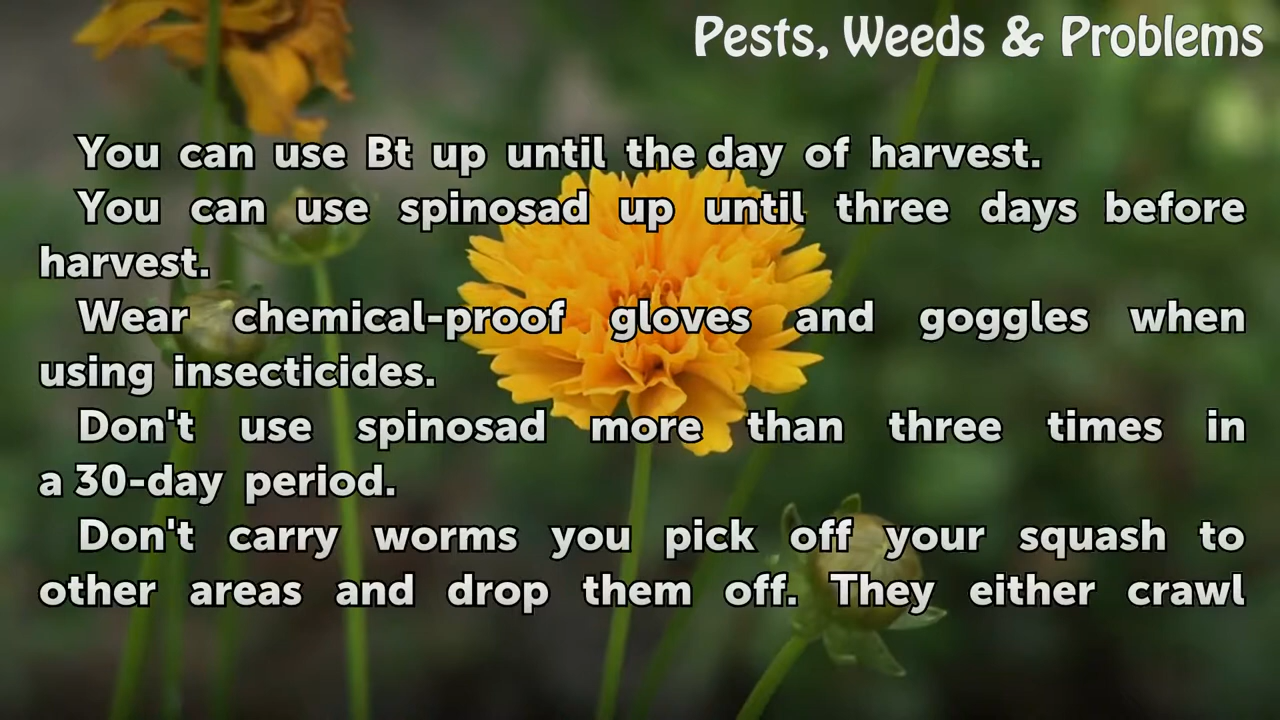 Pests, Weeds & Problems
You can use Bt up until the day of harvest.
You can use spinosad up until three days before
harvest.
Wear chemical-proof gloves and goggles when
using insecticides.
Don't use spinosad more than three times in
a 30-day period.
Don't carry worms you pick off your squash to
other areas and drop them off. They either crawl